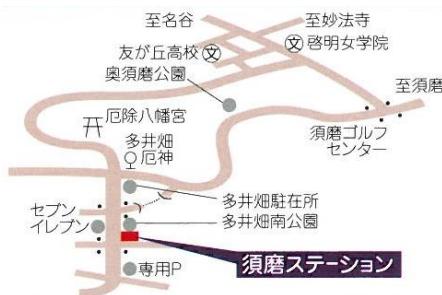 至名谷
至妙法寺
友が丘高校文
文啓明女学院
奥須磨公園
至須磨
厄除八幡宮
須磨ゴルフ
センター
多井畑
厄神
多井畑駐在所
セブン
イレブン
多井畑南公園
須磨ステーション
専用P